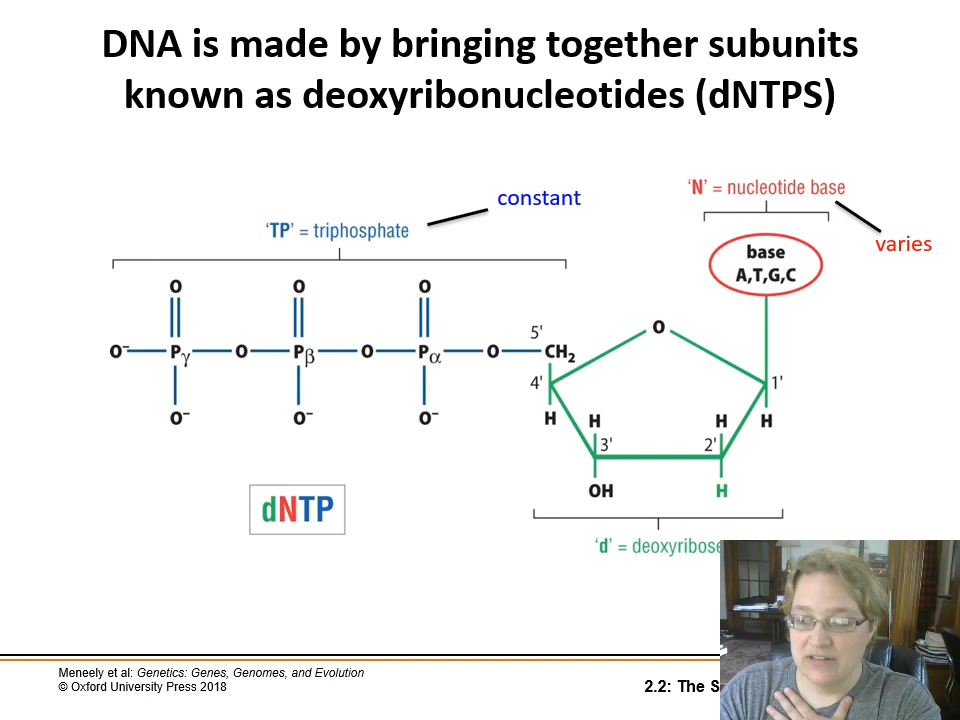 DNA is made by bringing together subunits
known as deoxyribonucleotides (dNTPS)
constant
'N' = nucleotide base
'TP' = triphosphate
varies
base
A,T,G,C
O O O
5' O
O⁻ Pγ O Pβ O Pα O CH₂
4' 1'
O⁻ O⁻ O⁻ H H H H
3' 2'
OH H
dNTP
'd' = deoxyribose
Meneely et al: Genetics: Genes, Genomes, and Evolution
© Oxford University Press 2018
2.2: The S